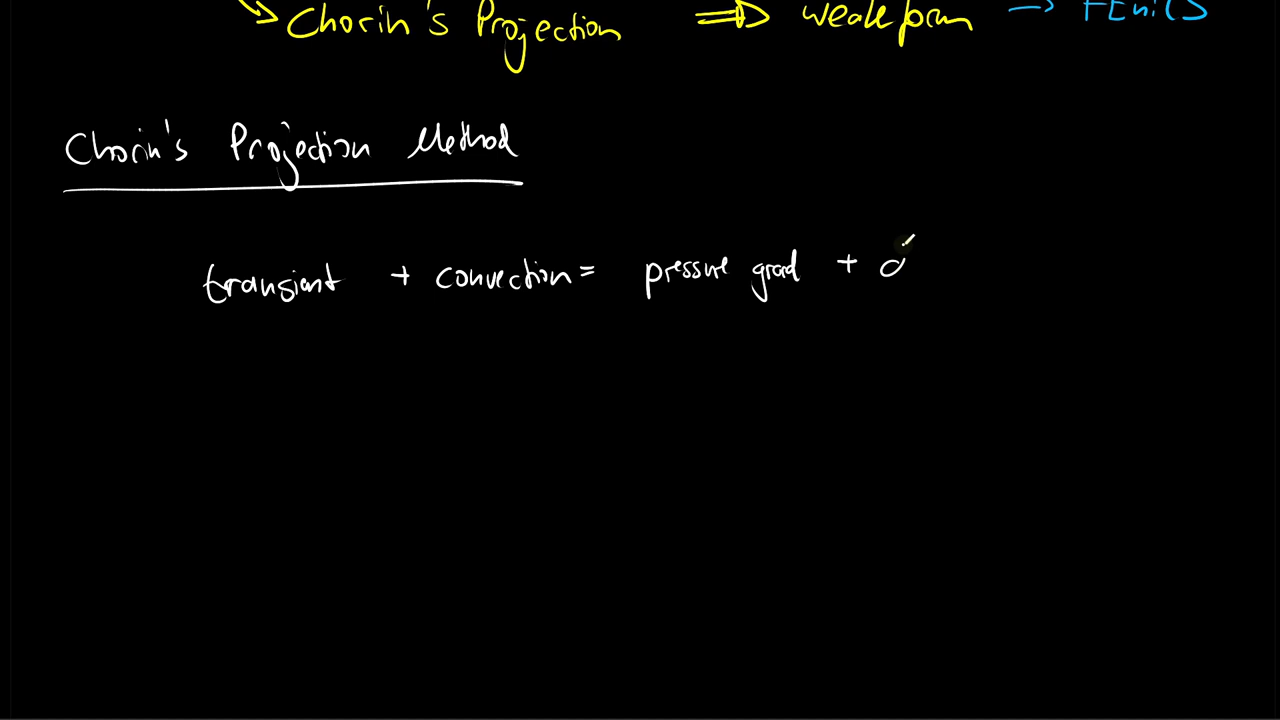 ↳ Chorin's Projection ⇒ weak form → FEniCS
Chorin's Projection Method
transient + convection = pressure grad +